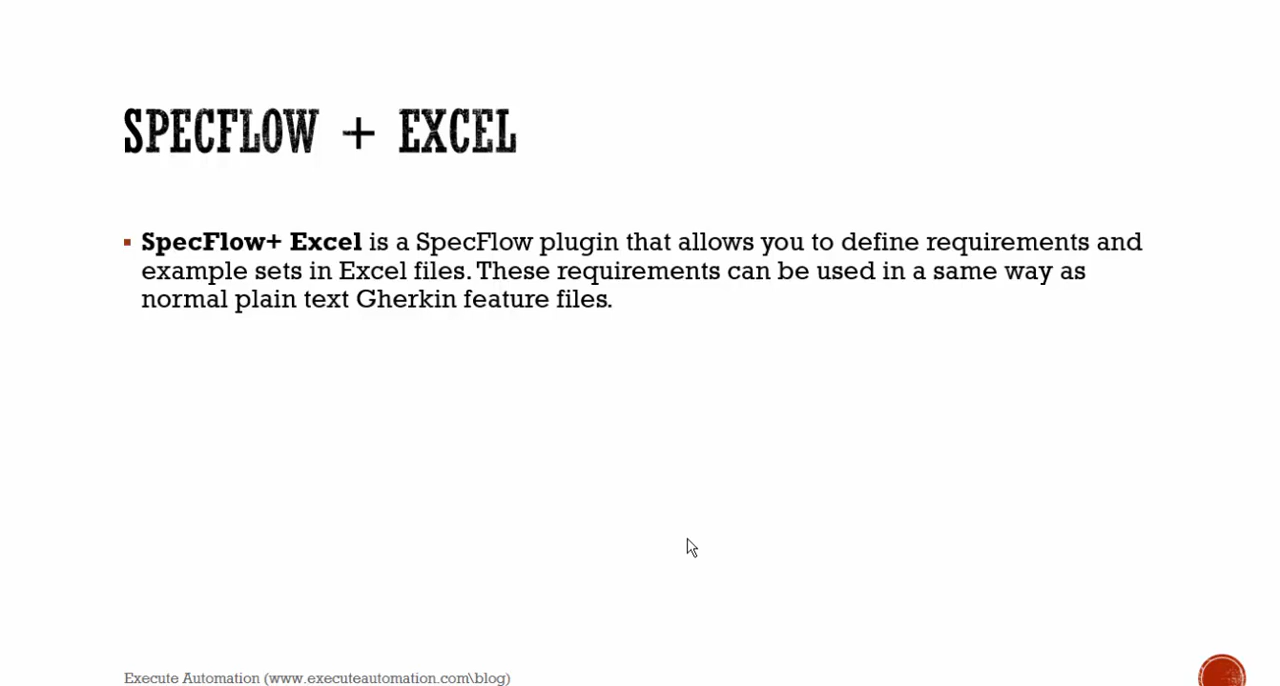 SPECFLOW + EXCEL
▪ SpecFlow+ Excel is a SpecFlow plugin that allows you to define requirements and
example sets in Excel files. These requirements can be used in a same way as
normal plain text Gherkin feature files.
Execute Automation (www.executeautomation.com\blog)